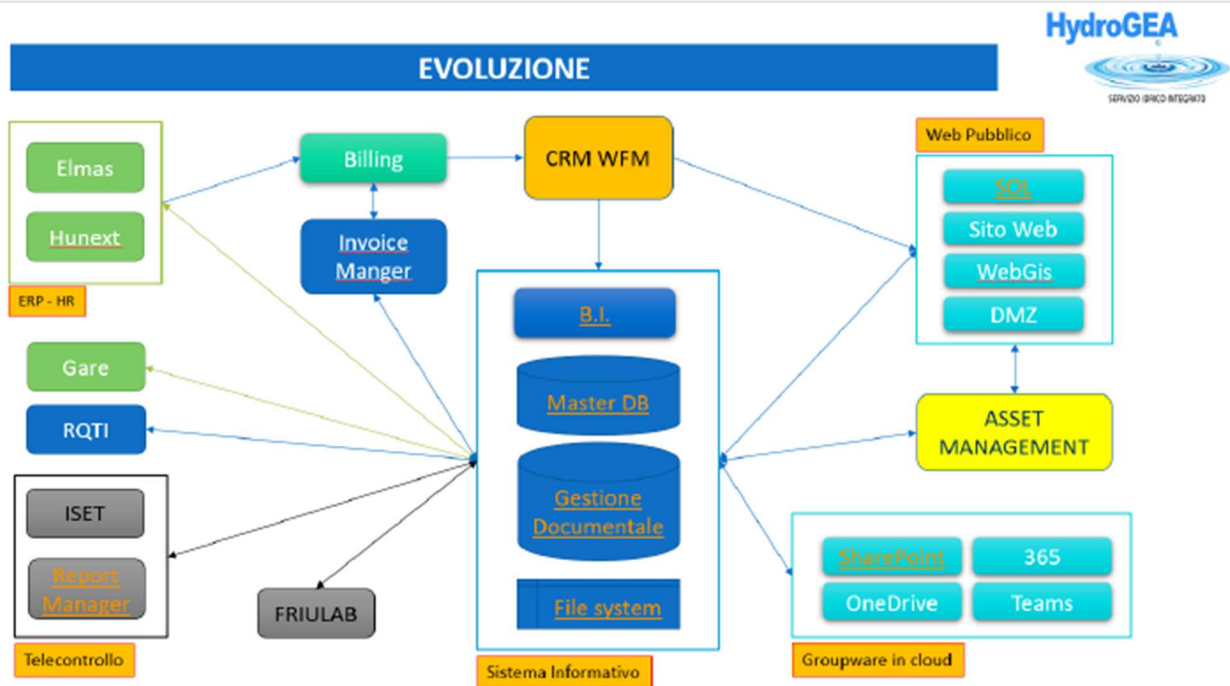 HydroGEA
SERVIZIO IDRICO INTEGRATO
EVOLUZIONE
Elmas
Hunext
ERP - HR
Billing
Invoice
Manger
CRM WFM
Web Pubblico
SOL
Sito Web
WebGis
DMZ
Gare
RQTI
ISET
Report
Manager
Telecontrollo
FRIULAB
B.I.
Master DB
Gestione
Documentale
File system
Sistema Informativo
ASSET
MANAGEMENT
SharePoint
365
OneDrive
Teams
Groupware in cloud